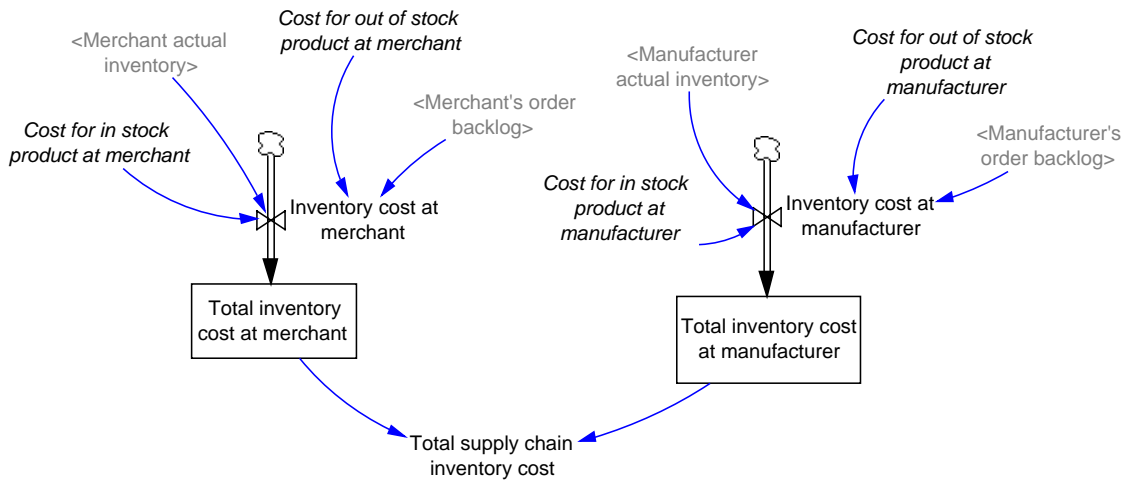 Cost for out of stock
product at merchant
<Merchant actual
inventory>
<Merchant's order
backlog>
Cost for in stock
product at merchant
Inventory cost at
merchant
Total inventory
cost at merchant
<Manufacturer
actual inventory>
Cost for out of stock
product at
manufacturer
<Manufacturer's
order backlog>
Cost for in stock
product at
manufacturer
Inventory cost at
manufacturer
Total inventory cost
at manufacturer
Total supply chain
inventory cost